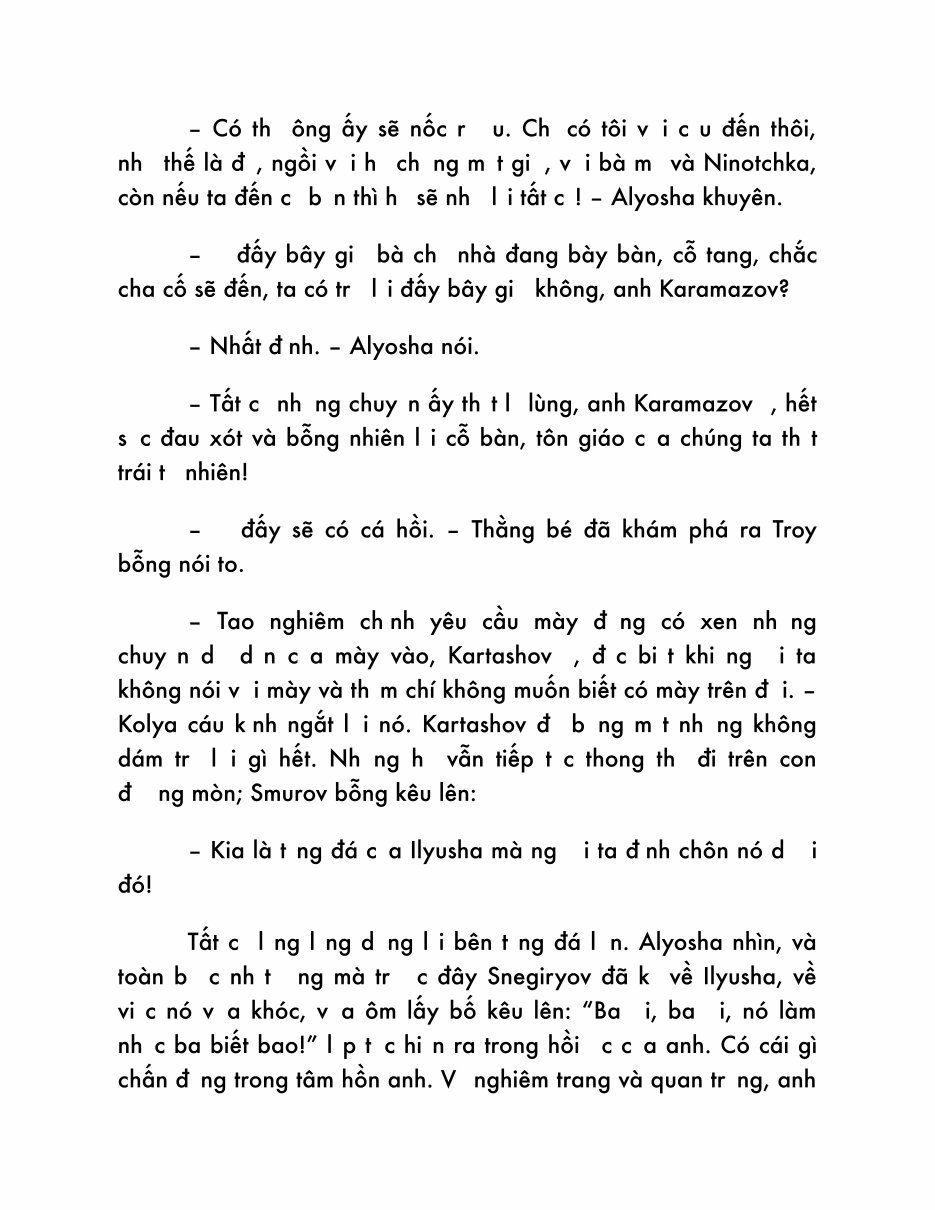 – Có th ông ấy sẽ nốc r u. Ch có tôi v i c u đến thôi,
nh thế là đ , ngồi v i h ch ng m t gi , v i bà m và Ninotchka,
còn nếu ta đến c b n thì h sẽ nh l i tất c ! – Alyosha khuyên.
– đấy bây gi bà ch nhà đang bày bàn, cỗ tang, chắc
cha cố sẽ đến, ta có tr l i đấy bây gi không, anh Karamazov?
– Nhất đ nh. – Alyosha nói.
– Tất c nh ng chuy n ấy th t l lùng, anh Karamazov , hết
s c đau xót và bỗng nhiên l i cỗ bàn, tôn giáo c a chúng ta th t
trái t nhiên!
– đấy sẽ có cá hồi. – Thằng bé đã khám phá ra Troy
bỗng nói to.
– Tao nghiêm ch nh yêu cầu mày đ ng có xen nh ng
chuy n d d n c a mày vào, Kartashov , đ c bi t khi ng i ta
không nói v i mày và th m chí không muốn biết có mày trên đ i. –
Kolya cáu k nh ngắt l i nó. Kartashov đ b ng m t nh ng không
dám tr l i gì hết. Nh ng h vẫn tiếp t c thong th đi trên con
đ ng mòn; Smurov bỗng kêu lên:
– Kia là t ng đá c a Ilyusha mà ng i ta đ nh chôn nó d i
đó!
Tất c l ng l ng d ng l i bên t ng đá l n. Alyosha nhìn, và
toàn b c nh t ng mà tr c đây Snegiryov đã k về Ilyusha, về
vi c nó v a khóc, v a ôm lấy bố kêu lên: “Ba i, ba i, nó làm
nh c ba biết bao!” l p t c hi n ra trong hồi c c a anh. Có cái gì
chấn đ ng trong tâm hồn anh. V nghiêm trang và quan tr ng, anh